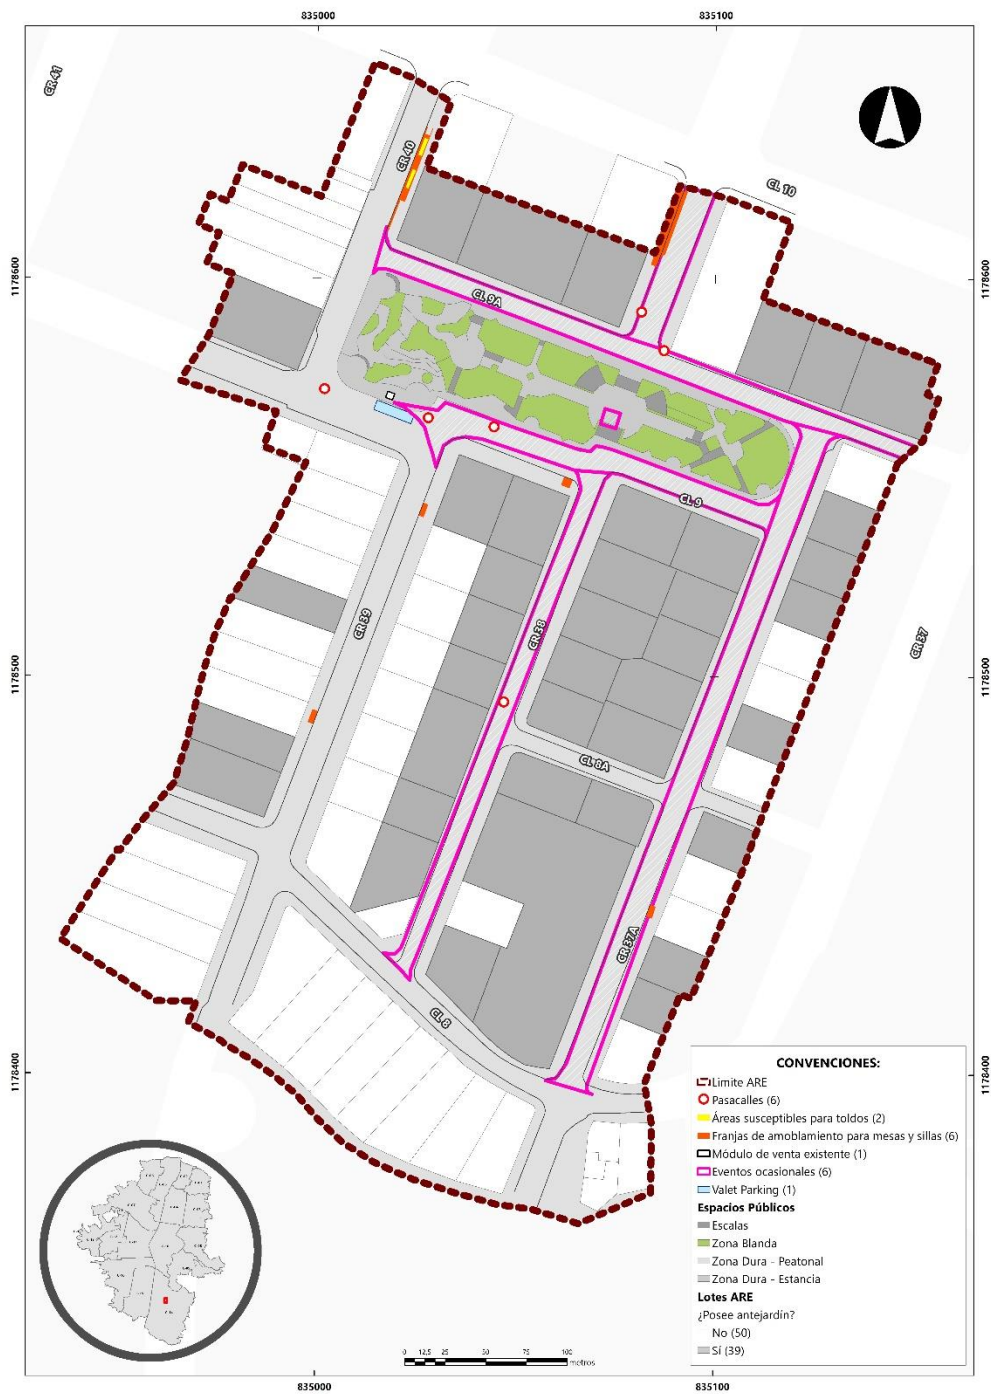 835000
835100
CR 41
CR 40
CL 10
1178600
1178600
CL 9A
CL 9
CR 39
CR 38
CR 37
1178500
1178500
CL 8A
CR 37A
CL 8
1178400
1178400
CONVENCIONES:
Limite ARE
Pasacalles (6)
Áreas susceptibles para toldos (2)
Franjas de amoblamiento para mesas y sillas (6)
Módulo de venta existente (1)
Eventos ocasionales (6)
Valet Parking (1)
Espacios Públicos
Escalas
Zona Blanda
Zona Dura - Peatonal
Zona Dura - Estancia
Lotes ARE
¿Posee antejardín?
No (50)
Sí (39)
0 12,5 25 50 75 100
metros
835000
835100